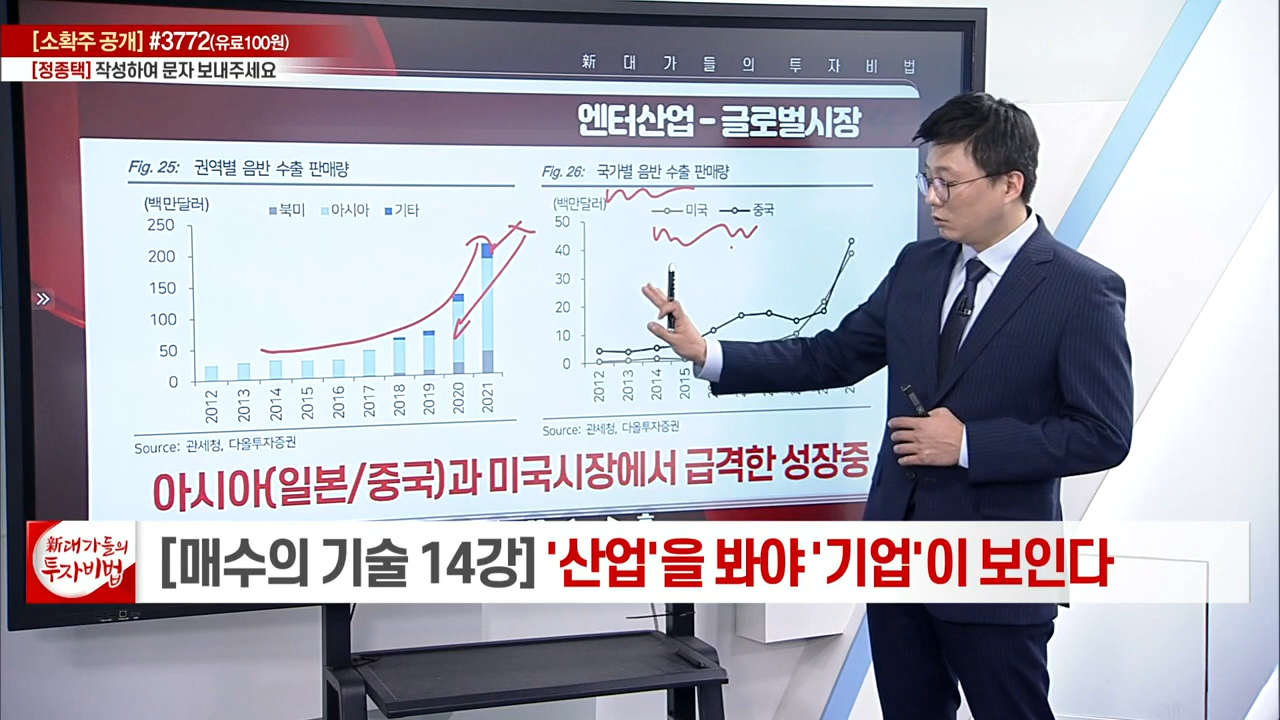 [소확주 공개] #3772(유료100원)
[정종택] 작성하여 문자 보내주세요
新 대 가 들 의 투 자 비 법
엔터산업 - 글로벌시장
Fig. 25: 권역별 음반 수출 판매량
(백만달러)
북미 아시아 기타
250
200
150
100
50
0
2012 2013 2014 2015 2016 2017 2018 2019 2020 2021
Source: 관세청, 다올투자증권
Fig. 26: 국가별 음반 수출 판매량
(백만달러)
미국 중국
50
40
30
20
10
0
2012 2013 2014 2015
Source: 관세청, 다올투자증권
아시아(일본/중국)과 미국시장에서 급격한 성장중
新대가들의
투자비법
[매수의 기술 14강] '산업'을 봐야 '기업'이 보인다